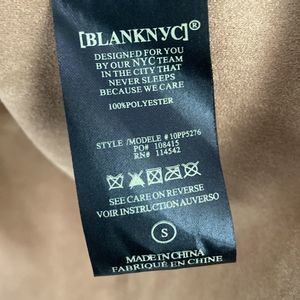 [BLANKNYC]®
DESIGNED FOR YOU
BY OUR NYC TEAM
IN THE CITY THAT
NEVER SLEEPS
BECAUSE WE CARE
100%POLYESTER
STYLE /MODELE # 10PP5276
PO# 108415
RN# 114542
SEE CARE ON REVERSE
VOIR INSTRUCTION AUVERSO
S
MADE IN CHINA
FABRIQUÉ EN CHINE